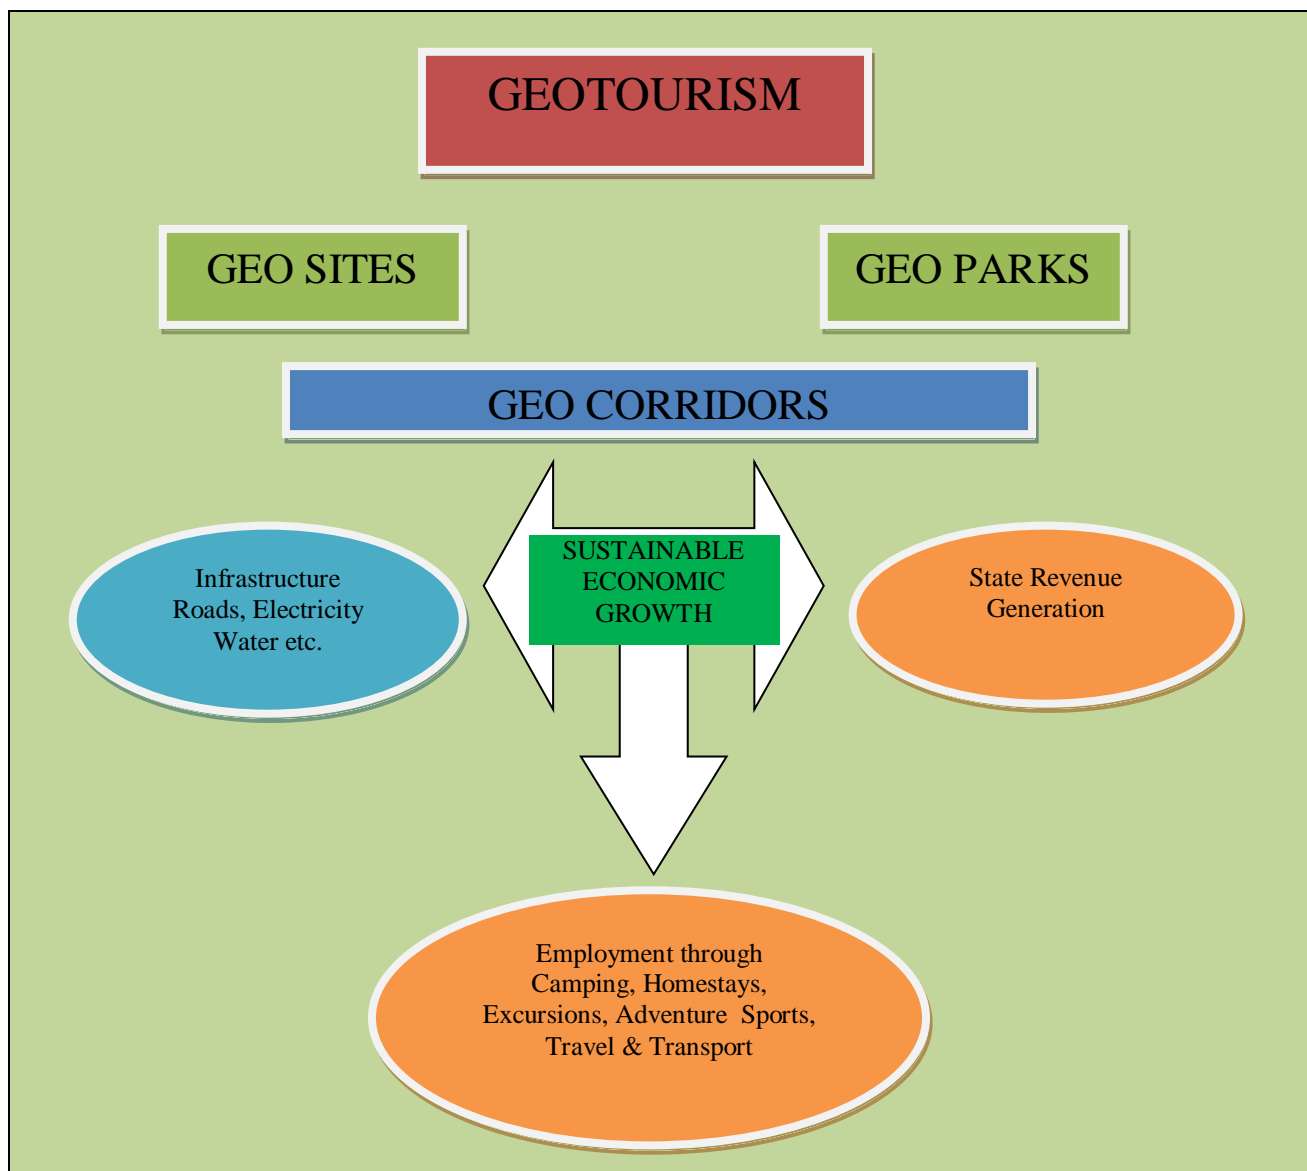 GEOTOURISM
GEO SITES
GEO PARKS
GEO CORRIDORS
SUSTAINABLE
ECONOMIC
GROWTH
Infrastructure
Roads, Electricity
Water etc.
State Revenue
Generation
Employment through
Camping, Homestays,
Excursions, Adventure  Sports,
Travel & Transport